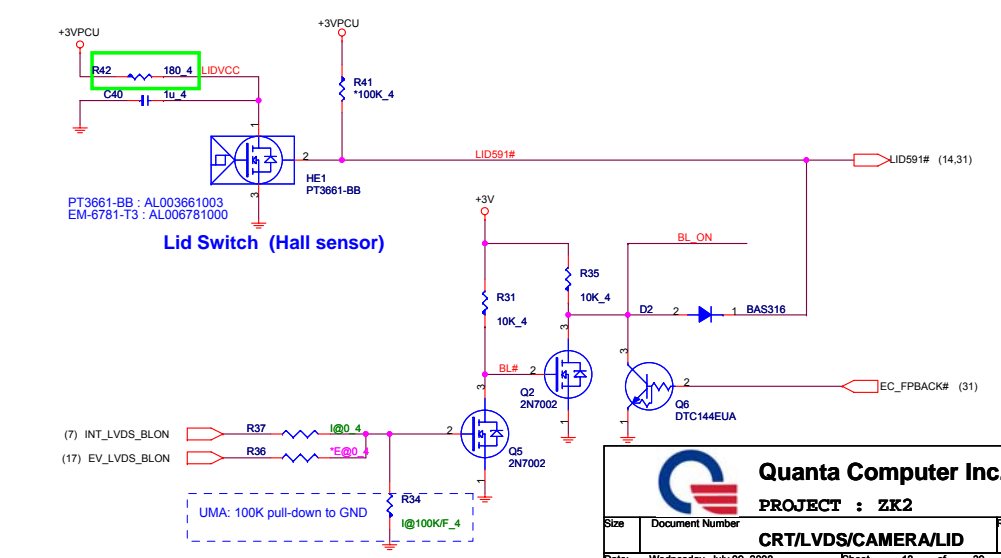 +3VPCU
+3VPCU
R42 180_4 LIDVCC
R41
*100K_4
C40 1u_4
1
2
3
HE1
PT3661-BB
LID591#
LID591# (14,31)
PT3661-BB : AL003661003
EM-6781-T3 : AL006781000
Lid Switch (Hall sensor)
+3V
BL_ON
R35
10K_4
R31
10K_4
D2 2 1 BAS316
3
3
BL# 2
2
EC_FPBACK# (31)
Q2
2N7002
Q6
DTC144EUA
1
1
3
(7) INT_LVDS_BLON R37 I@0_4
2
(17) EV_LVDS_BLON R36 *E@0_4
Q5
2N7002
1
R34
UMA: 100K pull-down to GND
I@100K/F_4
Quanta Computer Inc.
PROJECT : ZK2
Size Document Number
CRT/LVDS/CAMERA/LID